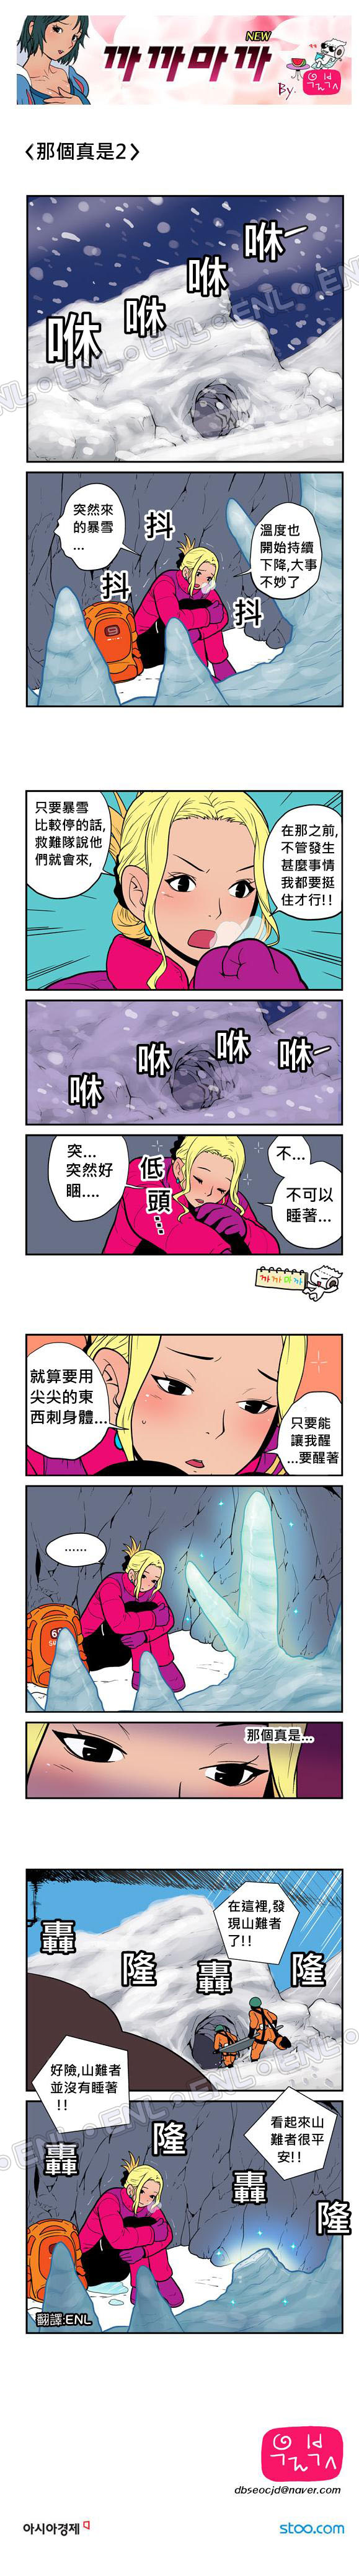 NEW
까까마까
By.
〈那個真是2〉
咻
咻
咻
咻
突然來
的暴雪
...
抖
抖
抖
溫度也
開始持續
下降,大事
不妙了
只要暴雪
比較停的話,
救難隊說他
們就會來,
在那之前,
不管發生
甚麼事情
我都要挺
住才行!!
咻
咻
咻
咻
突...
突然好
睏....
低
頭
...
不...
不可以
睡著...
까까마까
就算要用
尖尖的東
西刺身體...
只要能
讓我醒
...要醒著
......
那個真是...
在這裡,發
現山難者
了!!
轟
隆
轟
隆
好險,山難者
並沒有睡著
!!
看起來山
難者很平
安!!
轟
隆
轟
隆
翻譯:ENL
dbseocjd@naver.com
아시아경제
stoo.com